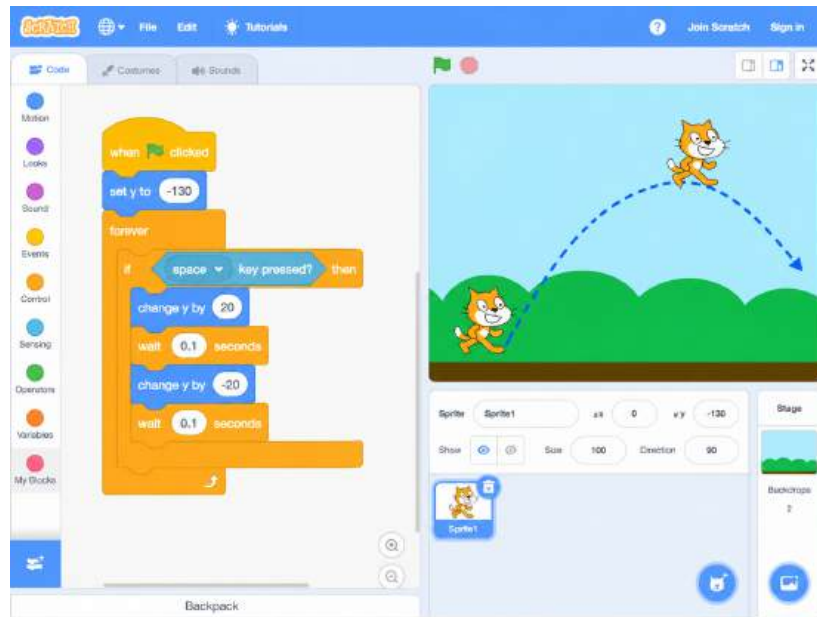 SCRATCH File Edit Tutorials Join Scratch Sign in
Code Costumes Sounds
Motion
Looks
Sound
Events
Control
Sensing
Operators
Variables
My Blocks
when clicked
set y to -130
forever
if space key pressed? then
change y by 20
wait 0.1 seconds
change y by -20
wait 0.1 seconds
Sprite Sprite1 x 0 y -130
Show Size 100 Direction 90
Sprite1
Stage
Backdrops
2
Backpack